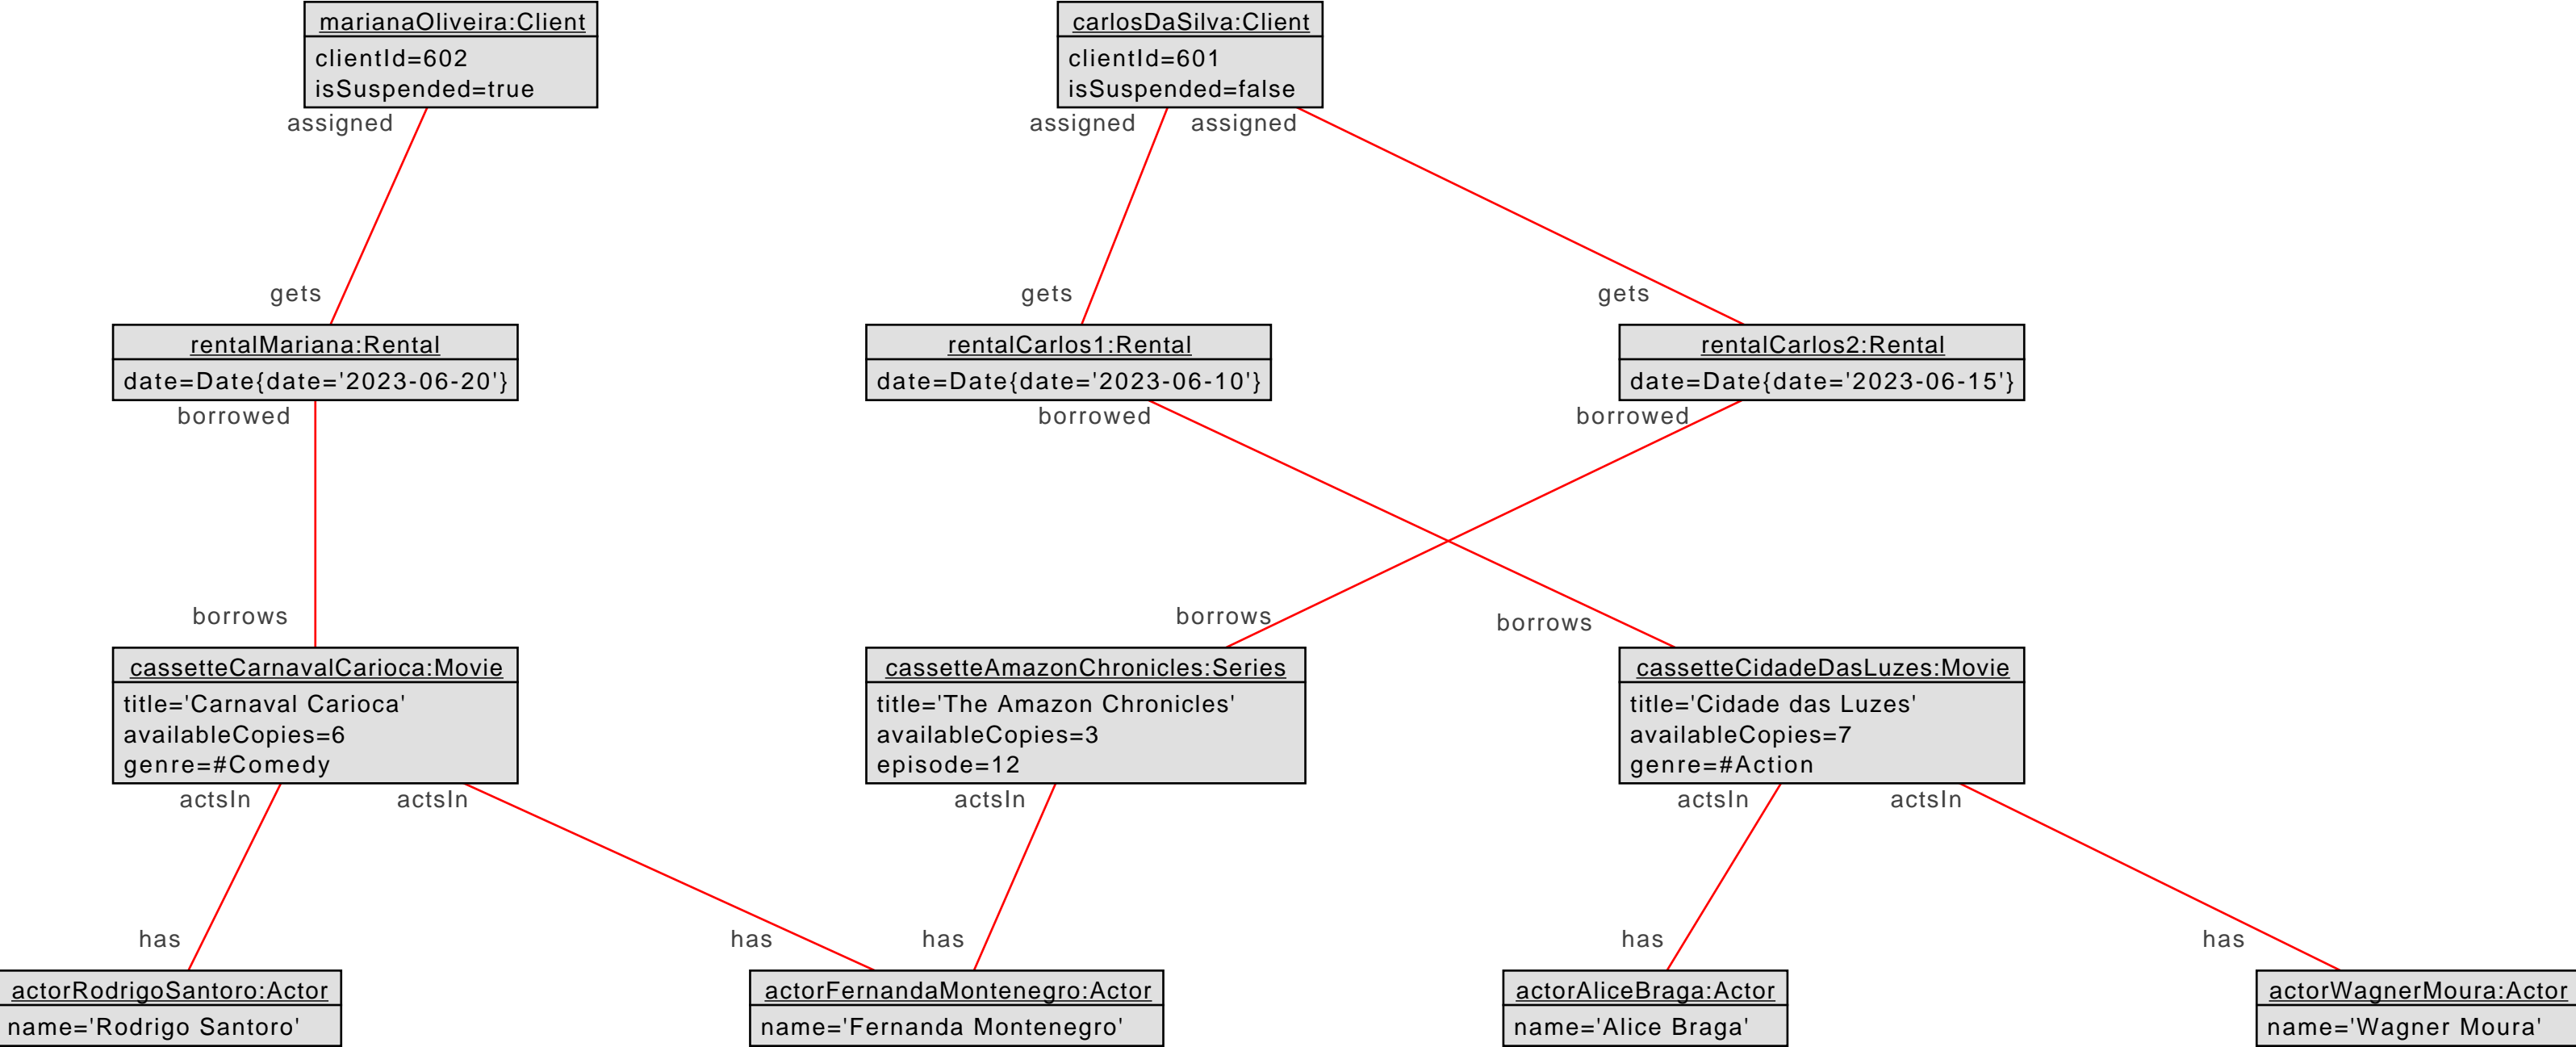 marianaOliveira:Client
clientId=602
isSuspended=true
carlosDaSilva:Client
clientId=601
isSuspended=false
assigned
assigned
assigned
gets
gets
gets
rentalMariana:Rental
date=Date{date='2023-06-20'}
rentalCarlos1:Rental
date=Date{date='2023-06-10'}
rentalCarlos2:Rental
date=Date{date='2023-06-15'}
borrowed
borrowed
borrowed
borrows
borrows
borrows
cassetteCarnavalCarioca:Movie
title='Carnaval Carioca'
availableCopies=6
genre=#Comedy
cassetteAmazonChronicles:Series
title='The Amazon Chronicles'
availableCopies=3
episode=12
cassetteCidadeDasLuzes:Movie
title='Cidade das Luzes'
availableCopies=7
genre=#Action
actsIn
actsIn
actsIn
actsIn
actsIn
has
has
has
has
has
actorRodrigoSantoro:Actor
name='Rodrigo Santoro'
actorFernandaMontenegro:Actor
name='Fernanda Montenegro'
actorAliceBraga:Actor
name='Alice Braga'
actorWagnerMoura:Actor
name='Wagner Moura'